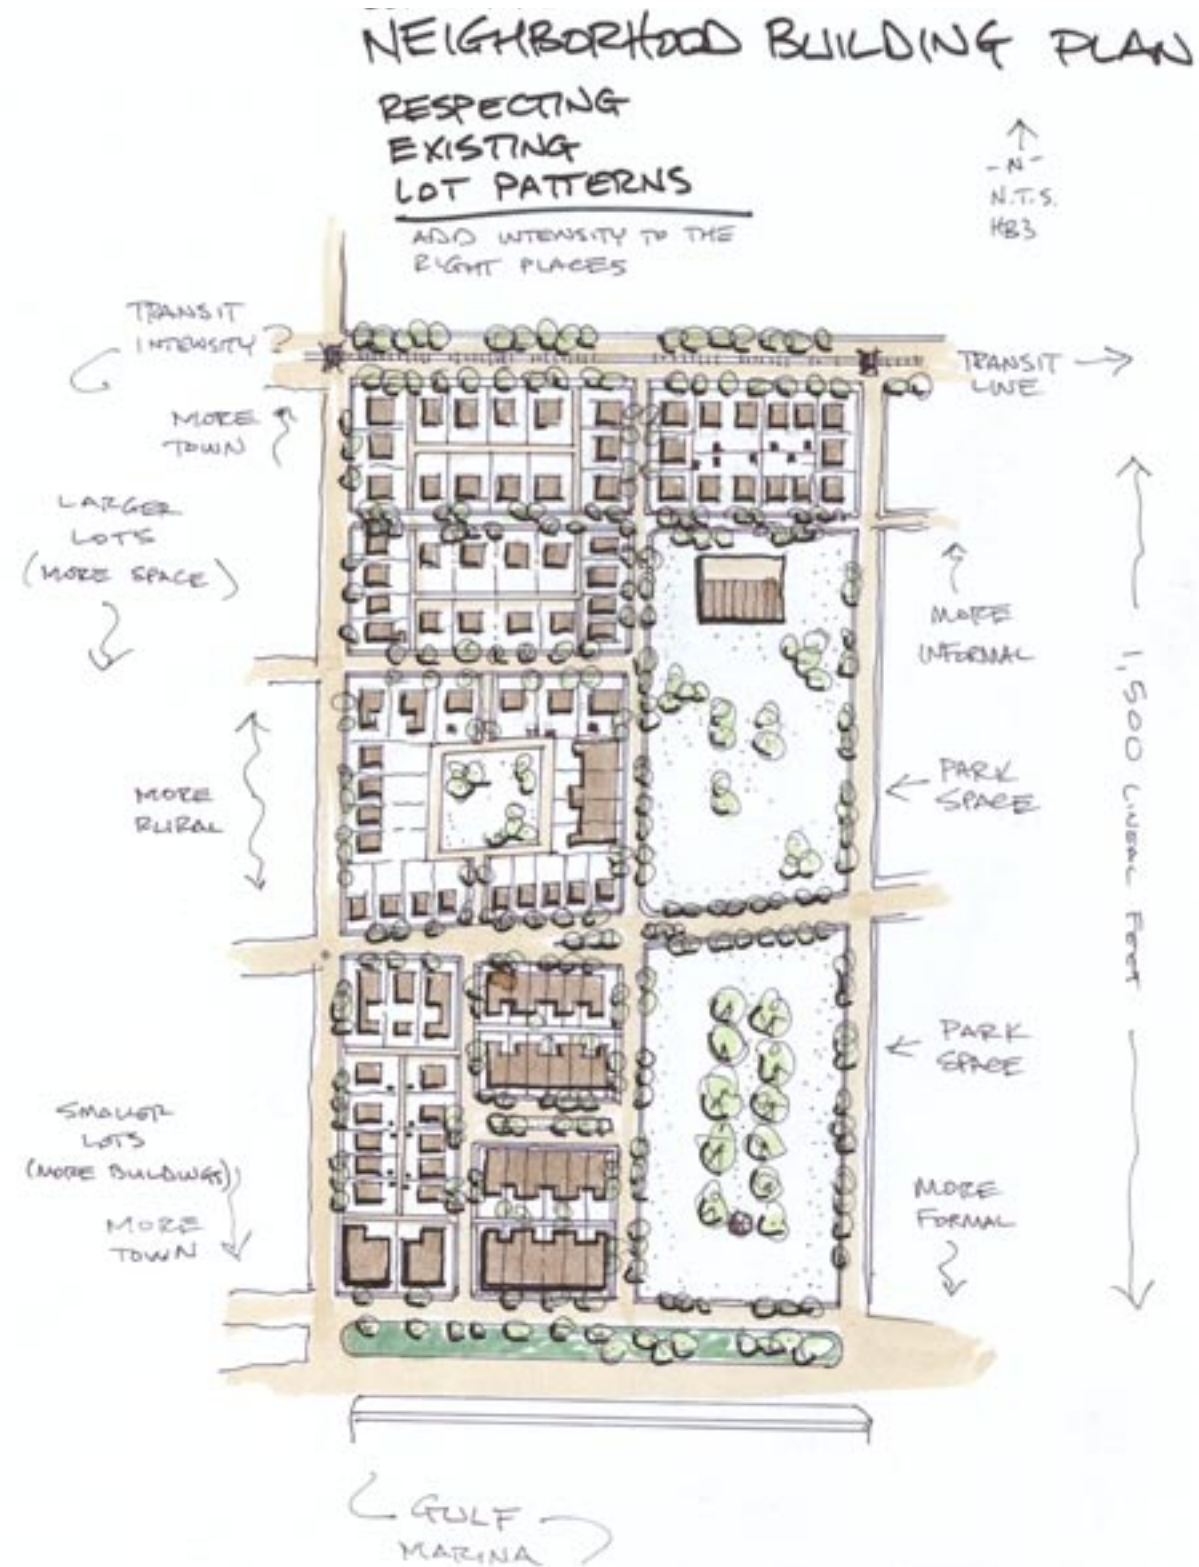 NEIGHBORHOOD BUILDING PLAN
RESPECTING
EXISTING
LOT PATTERNS
ADD INTENSITY TO THE
RIGHT PLACES
-N-
N.T.S.
HB3
TRANSIT
INTENSITY?
TRANSIT
LINE
MORE
TOWN
LARGER
LOTS
(MORE SPACE)
MORE
INFORMAL
1,500 LINEAL FEET
MORE
RURAL
PARK
SPACE
PARK
SPACE
SMALLER
LOTS
(MORE BUILDINGS)
MORE
TOWN
MORE
FORMAL
GULF
MARINA